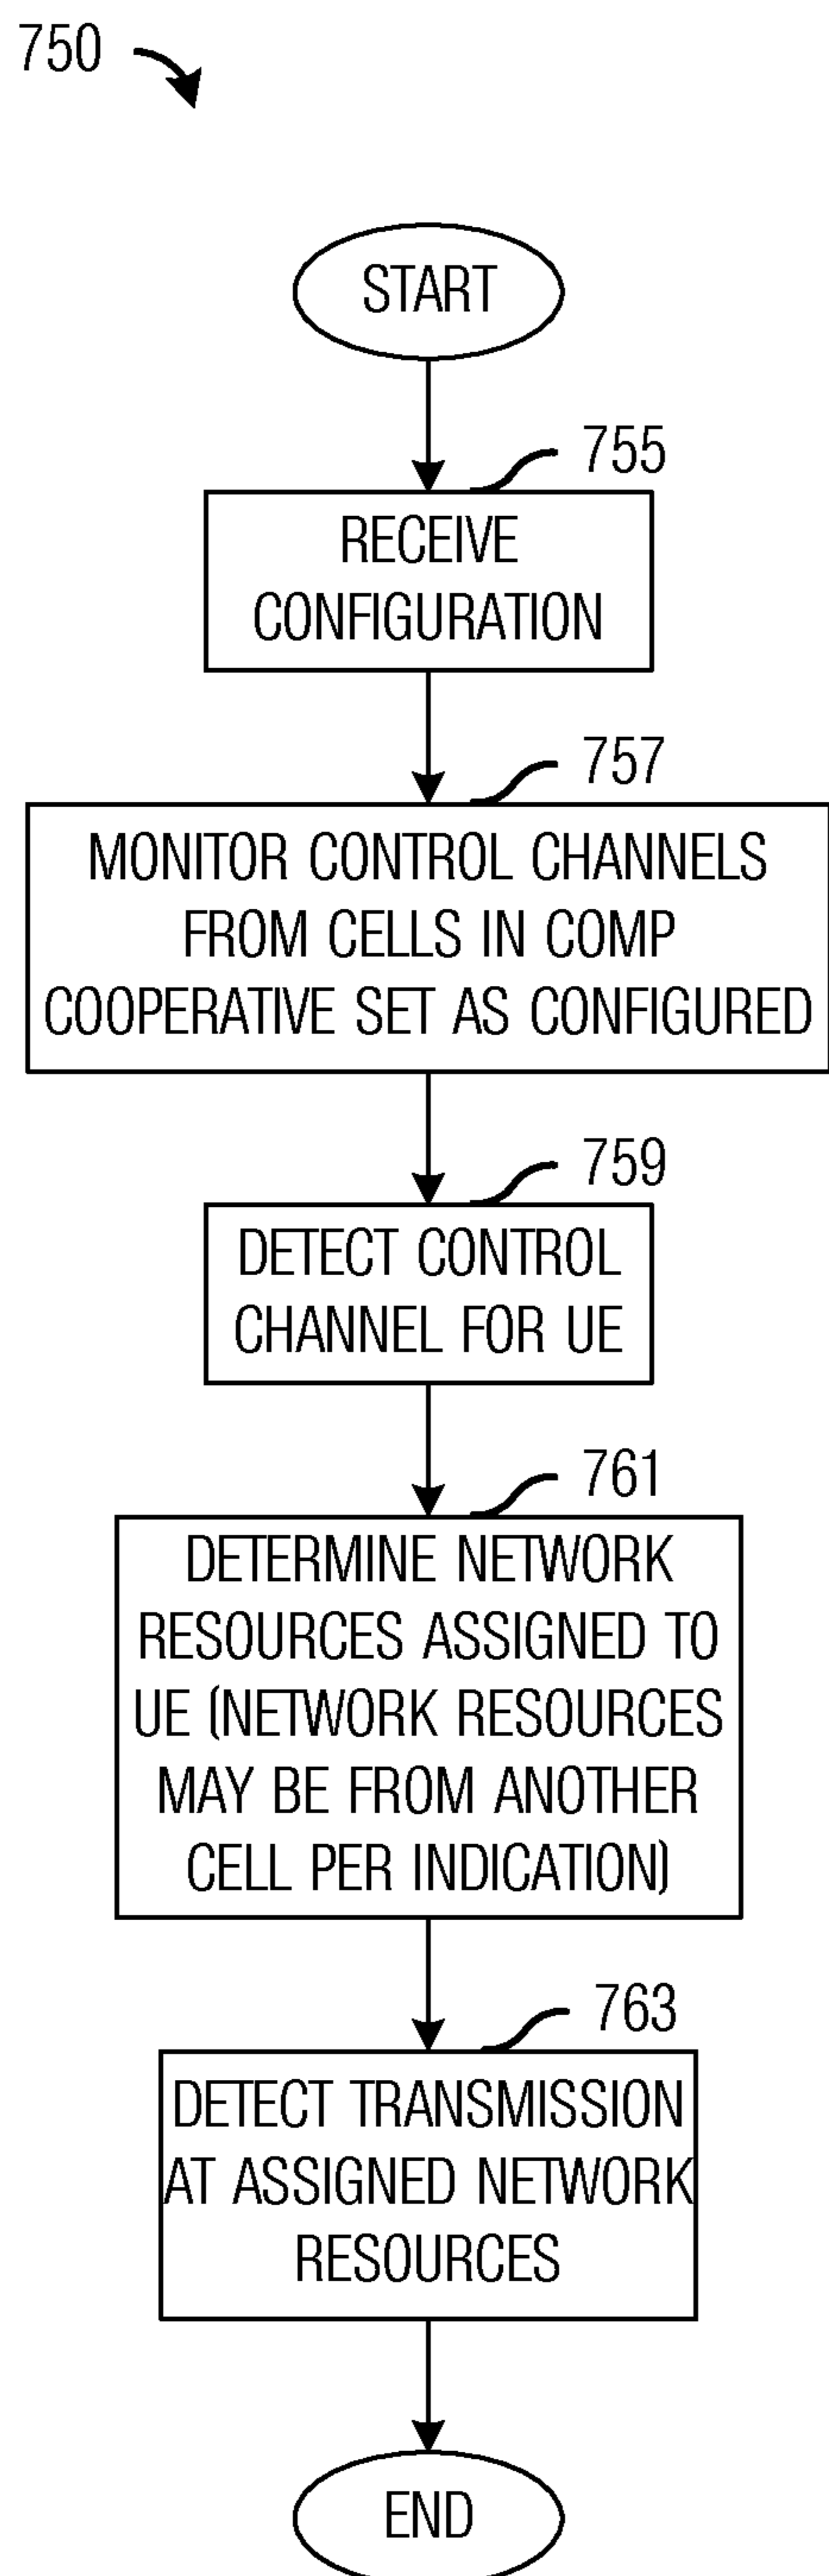 750
START
755
RECEIVE
CONFIGURATION
757
MONITOR CONTROL CHANNELS
FROM CELLS IN COMP
COOPERATIVE SET AS CONFIGURED
759
DETECT CONTROL
CHANNEL FOR UE
761
DETERMINE NETWORK
RESOURCES ASSIGNED TO
UE (NETWORK RESOURCES
MAY BE FROM ANOTHER
CELL PER INDICATION)
763
DETECT TRANSMISSION
AT ASSIGNED NETWORK
RESOURCES
END